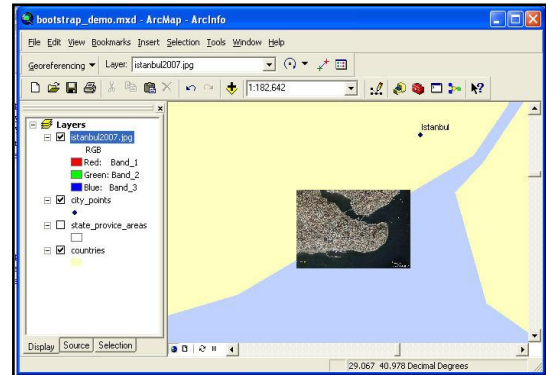 bootstrap_demo.mxd - ArcMap - ArcInfo
File Edit View Bookmarks Insert Selection Tools Window Help
Georeferencing Layer: istanbul2007.jpg
1:182,642
Layers
istanbul2007.jpg
RGB
Red: Band_1
Green: Band_2
Blue: Band_3
city_points
state_provice_areas
countries
Istanbul
Display Source Selection
29.067 40.978 Decimal Degrees